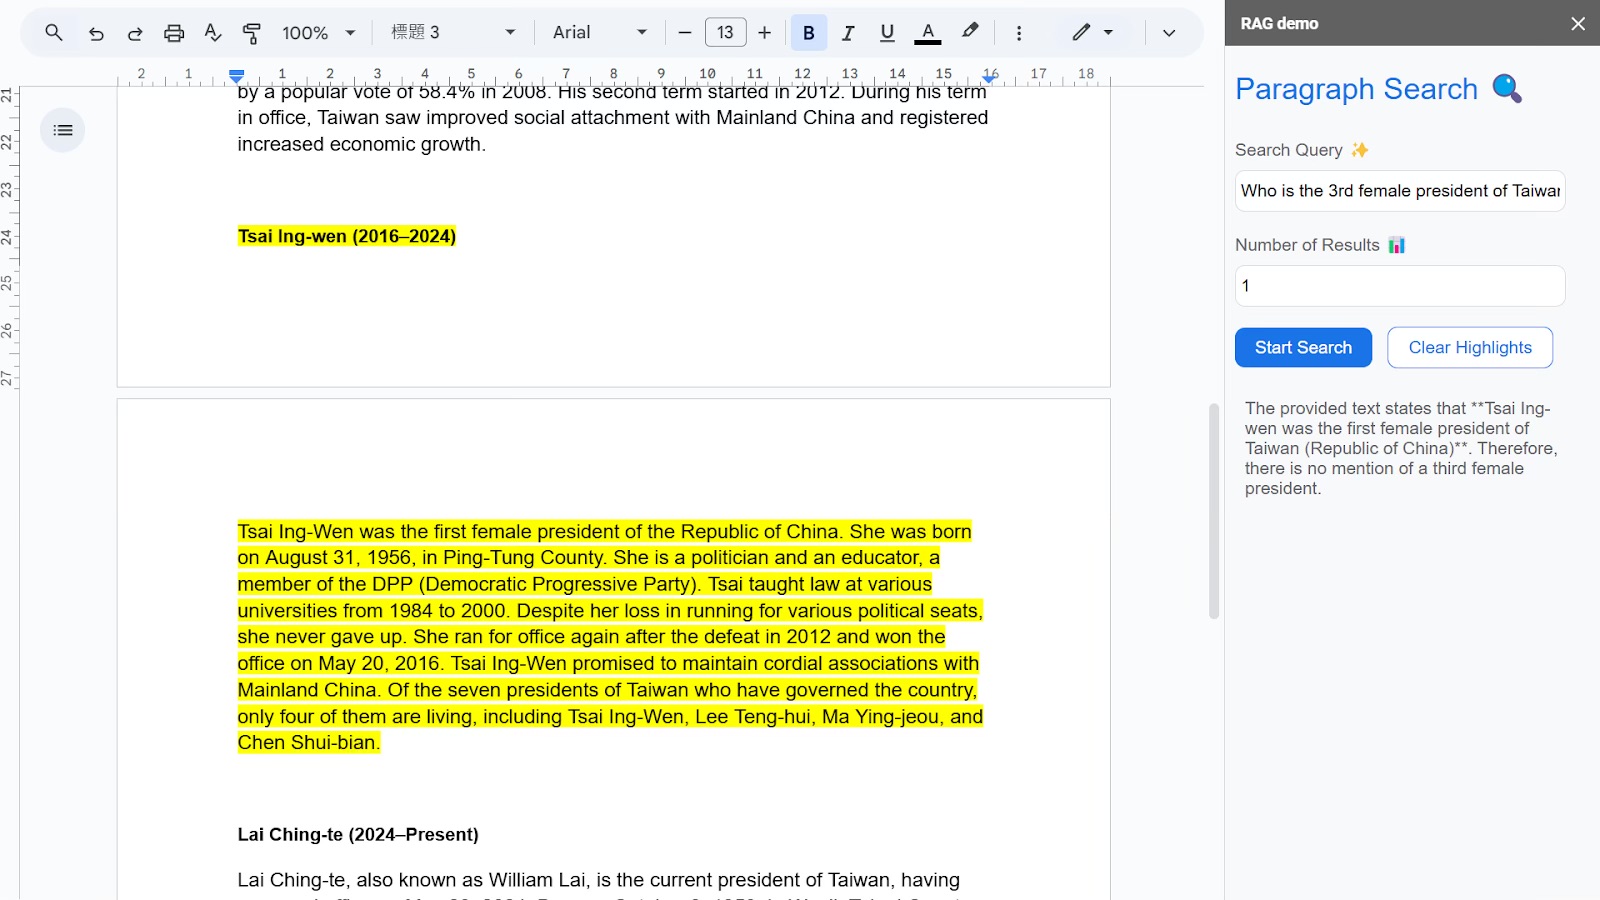 100%
標題 3
Arial
13
B
I
U
A
RAG demo
2 1 1 2 3 4 5 6 7 8 9 10 11 12 13 14 15 16 17 18
21
22
23
24
25
26
27
by a popular vote of 58.4% in 2008. His second term started in 2012. During his term
in office, Taiwan saw improved social attachment with Mainland China and registered
increased economic growth.
Tsai Ing-wen (2016–2024)
Tsai Ing-Wen was the first female president of the Republic of China. She was born
on August 31, 1956, in Ping-Tung County. She is a politician and an educator, a
member of the DPP (Democratic Progressive Party). Tsai taught law at various
universities from 1984 to 2000. Despite her loss in running for various political seats,
she never gave up. She ran for office again after the defeat in 2012 and won the
office on May 20, 2016. Tsai Ing-Wen promised to maintain cordial associations with
Mainland China. Of the seven presidents of Taiwan who have governed the country,
only four of them are living, including Tsai Ing-Wen, Lee Teng-hui, Ma Ying-jeou, and
Chen Shui-bian.
Lai Ching-te (2024–Present)
Lai Ching-te, also known as William Lai, is the current president of Taiwan, having
Paragraph Search
Search Query
Who is the 3rd female president of Taiwan
Number of Results
1
Start Search
Clear Highlights
The provided text states that **Tsai Ing-
wen was the first female president of
Taiwan (Republic of China)**. Therefore,
there is no mention of a third female
president.